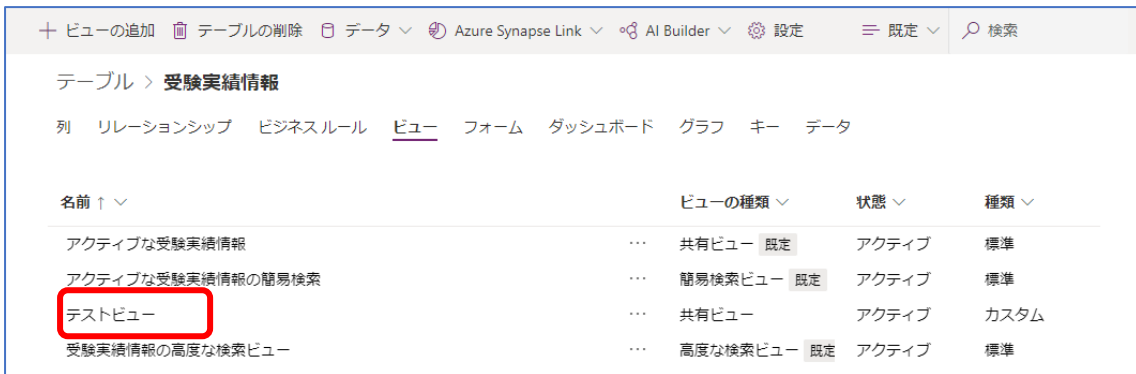 ビューの追加 テーブルの削除 データ Azure Synapse Link AI Builder 設定 既定 検索
テーブル > 受験実績情報
列 リレーションシップ ビジネス ルール ビュー フォーム ダッシュボード グラフ キー データ
名前 ↑ ビューの種類 状態 種類
アクティブな受験実績情報 ... 共有ビュー 既定 アクティブ 標準
アクティブな受験実績情報の簡易検索 ... 簡易検索ビュー 既定 アクティブ 標準
テストビュー ... 共有ビュー アクティブ カスタム
受験実績情報の高度な検索ビュー ... 高度な検索ビュー 既定 アクティブ 標準